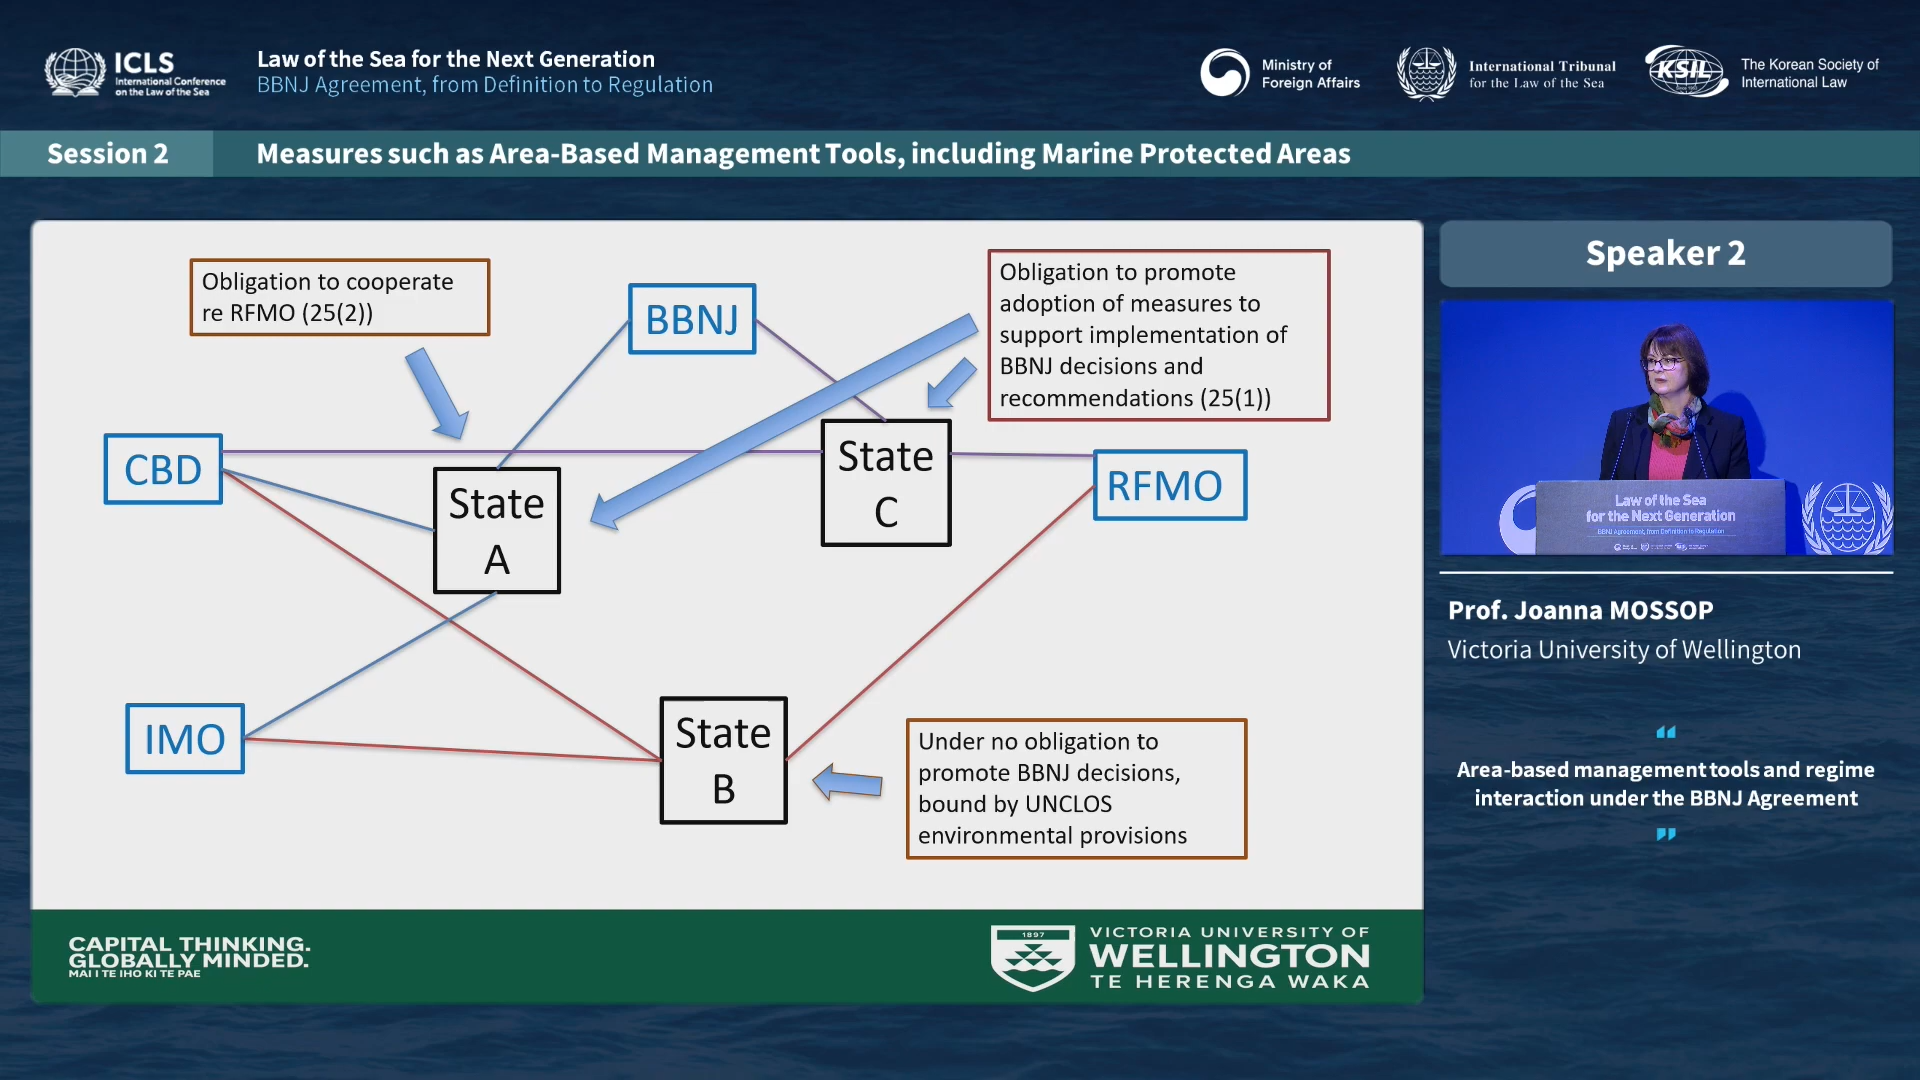 ICLS
International Conference
on the Law of the Sea
Law of the Sea for the Next Generation
BBNJ Agreement, from Definition to Regulation
Ministry of
Foreign Affairs
International Tribunal
for the Law of the Sea
KSIL
The Korean Society of
International Law
Session 2
Measures such as Area-Based Management Tools, including Marine Protected Areas
Obligation to cooperate
re RFMO (25(2))
BBNJ
Obligation to promote
adoption of measures to
support implementation of
BBNJ decisions and
recommendations (25(1))
CBD
State
A
State
C
RFMO
IMO
State
B
Under no obligation to
promote BBNJ decisions,
bound by UNCLOS
environmental provisions
CAPITAL THINKING.
GLOBALLY MINDED.
MAI I TE IHO KI TE PAE
1897
VICTORIA UNIVERSITY OF
WELLINGTON
TE HERENGA WAKA
Speaker 2
Law of the Sea
for the Next Generation
BBNJ Agreement, from Definition to Regulation
Prof. Joanna MOSSOP
Victoria University of Wellington
“
Area-based management tools and regime
interaction under the BBNJ Agreement
”